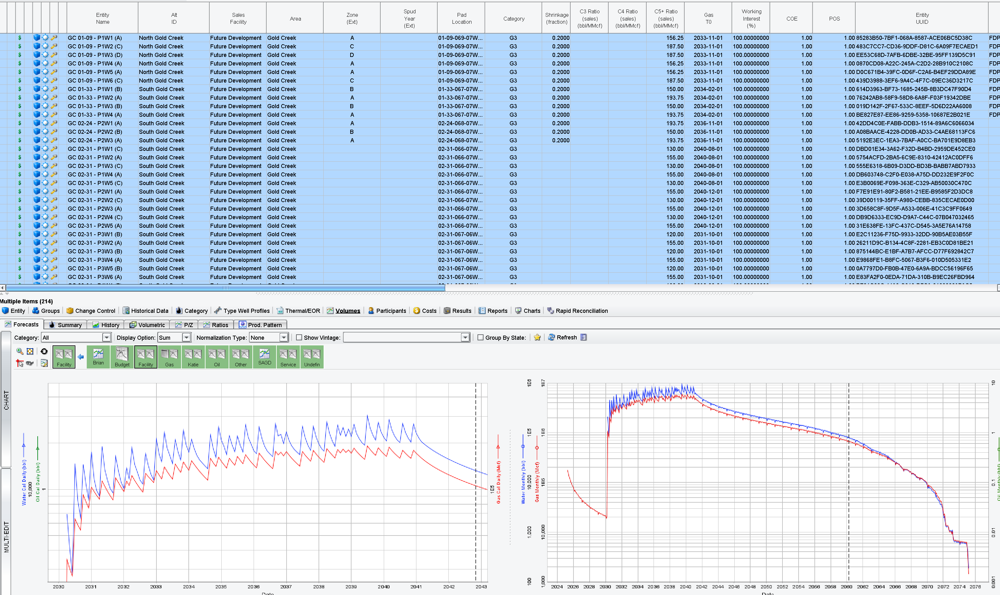 Entity Name	Alt ID	Sales Facility	Area	Zone (Ext)	Spud Year (Ext)	Pad Location	Category	Shrinkage (fraction)	C3 Ratio (sales) (bbl/MMcf)	C4 Ratio (sales) (bbl/MMcf)	C5+ Ratio (sales) (bbl/MMcf)	Gas T0	Working Interest (%)	COE	POS	Entity UUID
$ GC 01-09 - P1W1 (A) North Gold Creek Future Development Gold Creek A 01-09-069-07W... G3 0.2000 156.25 2033-11-01 100.00000000 1.00 1.00 85283B50-7BF1-068A-8587-ACE06BC5D38C FDP
$ GC 01-09 - P1W2 (C) North Gold Creek Future Development Gold Creek C 01-09-069-07W... G3 0.2000 187.50 2033-11-01 100.00000000 1.00 1.00 483C7CC7-CD36-9DDF-D81C-6A09F7ECAED1 FDP
$ GC 01-09 - P1W3 (D) North Gold Creek Future Development Gold Creek D 01-09-069-07W... G3 0.2000 187.50 2033-11-01 100.00000000 1.00 1.00 EE53C68D-7AFB-6DBE-32BE-95FF139D5C91 FDP
$ GC 01-09 - P1W4 (A) North Gold Creek Future Development Gold Creek A 01-09-069-07W... G3 0.2000 156.25 2033-11-01 100.00000000 1.00 1.00 0870CD08-A22C-245A-C2D2-28B910C2108C FDP
$ GC 01-09 - P1W5 (A) North Gold Creek Future Development Gold Creek A 01-09-069-07W... G3 0.2000 156.25 2033-11-01 100.00000000 1.00 1.00 D0C671B4-39FC-0D6F-C2A6-B4EF29DDA89E FDP
$ GC 01-09 - P1W6 (C) North Gold Creek Future Development Gold Creek C 01-09-069-07W... G3 0.2000 187.50 2033-11-01 100.00000000 1.00 1.00 439D3988-3EF6-9A4C-4F7C-09EC36D3217C FDP
$ GC 01-33 - P1W1 (B) South Gold Creek Future Development Gold Creek B 01-33-067-07W... G3 0.2000 150.00 2034-02-01 100.00000000 1.00 1.00 614D3963-BF73-1685-245B-8B3DC47F90D4 FDP
$ GC 01-33 - P1W2 (A) South Gold Creek Future Development Gold Creek A 01-33-067-07W... G3 0.2000 193.75 2034-02-01 100.00000000 1.00 1.00 76242AB8-58F9-58D8-6A8F-F03F19342DBE FDP
$ GC 01-33 - P1W3 (B) South Gold Creek Future Development Gold Creek B 01-33-067-07W... G3 0.2000 150.00 2034-02-01 100.00000000 1.00 1.00 019D142F-2F67-533C-8EEF-5D6D22AA6008 FDP
$ GC 01-33 - P1W4 (A) South Gold Creek Future Development Gold Creek A 01-33-067-07W... G3 0.2000 193.75 2034-02-01 100.00000000 1.00 1.00 BE827E87-EE86-9259-5358-10687E2B021E FDP
$ GC 02-24 - P2W1 (A) South Gold Creek Future Development Gold Creek A 02-24-068-07W... G3 0.2000 193.75 2036-11-01 100.00000000 1.00 1.00 42DD4C0E-FABB-DDB3-1514-89A6C6066034
$ GC 02-24 - P2W2 (B) South Gold Creek Future Development Gold Creek B 02-24-068-07W... G3 0.2000 150.00 2036-11-01 100.00000000 1.00 1.00 A08BAACE-4228-DD0B-AD33-C4AE68113FC6
$ GC 02-24 - P2W3 (A) South Gold Creek Future Development Gold Creek A 02-24-068-07W... G3 0.2000 193.75 2036-11-01 100.00000000 1.00 1.00 5192E3EC-1EA3-7BAF-A0CC-BA701E9D8EB3
$ GC 02-31 - P1W1 (C) South Gold Creek Future Development Gold Creek 02-31-066-07W... G3 130.00 2040-08-01 100.00000000 1.00 1.00 DBD01E34-3A62-F32D-B4BD-2959DE452CE0
$ GC 02-31 - P1W2 (A) South Gold Creek Future Development Gold Creek 02-31-066-07W... G3 155.00 2040-08-01 100.00000000 1.00 1.00 5754ACFD-2BA5-6C9E-8310-42412AC0DFF6
$ GC 02-31 - P1W3 (C) South Gold Creek Future Development Gold Creek 02-31-066-07W... G3 130.00 2040-08-01 100.00000000 1.00 1.00 555E6318-6B09-D3DD-BD3B-BABB7ABD7933
$ GC 02-31 - P1W4 (A) South Gold Creek Future Development Gold Creek 02-31-066-07W... G3 155.00 2040-08-01 100.00000000 1.00 1.00 DB603748-C2F0-E038-A75D-DD232E9F2F0C
$ GC 02-31 - P1W5 (C) South Gold Creek Future Development Gold Creek 02-31-066-07W... G3 130.00 2040-08-01 100.00000000 1.00 1.00 E3B0069E-F098-363E-C329-AB50030C470C
$ GC 02-31 - P2W1 (A) South Gold Creek Future Development Gold Creek 02-31-066-07W... G3 155.00 2040-12-01 100.00000000 1.00 1.00 F7E91E91-80F2-B581-21EE-B9585F2D3DC8
$ GC 02-31 - P2W2 (C) South Gold Creek Future Development Gold Creek 02-31-066-07W... G3 130.00 2040-12-01 100.00000000 1.00 1.00 39D00119-35FF-A980-CEBB-835CECAE0D00
$ GC 02-31 - P2W3 (A) South Gold Creek Future Development Gold Creek 02-31-066-07W... G3 155.00 2040-12-01 100.00000000 1.00 1.00 3D658C8F-9D5F-A533-006E-41C3C9FF0649
$ GC 02-31 - P2W4 (C) South Gold Creek Future Development Gold Creek 02-31-066-07W... G3 130.00 2040-12-01 100.00000000 1.00 1.00 DB9D6333-EC9D-D9A7-C44C-07B047032465
$ GC 02-31 - P2W5 (A) South Gold Creek Future Development Gold Creek 02-31-066-07W... G3 155.00 2040-12-01 100.00000000 1.00 1.00 31E638FE-13FC-437C-D545-3A5E76A14758
$ GC 02-31 - P3W1 (B) South Gold Creek Future Development Gold Creek 02-31-067-06W... G3 120.00 2031-10-01 100.00000000 1.00 1.00 E2C11236-F75D-9933-32DD-90B5AE03B55F
$ GC 02-31 - P3W2 (A) South Gold Creek Future Development Gold Creek 02-31-067-06W... G3 155.00 2031-10-01 100.00000000 1.00 1.00 26211D9C-B134-4C8F-2281-EB3C0D81BE21
$ GC 02-31 - P3W3 (B) South Gold Creek Future Development Gold Creek 02-31-067-06W... G3 120.00 2031-10-01 100.00000000 1.00 1.00 875144BC-E1BF-A7B7-AFCC-D77F692842C7
$ GC 02-31 - P3W4 (A) South Gold Creek Future Development Gold Creek 02-31-067-06W... G3 155.00 2031-10-01 100.00000000 1.00 1.00 E9868FE1-B8FC-5067-B3F6-010D505331E2
$ GC 02-31 - P3W5 (B) South Gold Creek Future Development Gold Creek 02-31-067-06W... G3 120.00 2031-10-01 100.00000000 1.00 1.00 0A7797D0-FB0B-47E0-6A9A-BDCC56196F65
$ GC 02-31 - P3W6 (A) South Gold Creek Future Development Gold Creek 02-31-067-06W... G3 155.00 2031-10-01 100.00000000 1.00 1.00 E83FA2F0-0EDA-71DA-310B-B9EC26FBD964
Multiple Items (214)
Entity Groups Change Control Historical Data Category Type Well Profiles Thermal/EOR Volumes Participants Costs Results Reports Charts Rapid Reconciliation
Forecasts Summary History Volumetric P/Z Ratios Prod. Pattern
Category: All Display Option: Sum Normalization Type: None Show Vintage: Group By State: Refresh
Facility Brian Budget Facility Gas Katie Oil Other SAGD Service Undefin
CHART
MULTI-EDIT
Water Cal Daily (bbl)
10,000
Oil Cal Daily (bbl)
1
2030 2031 2032 2033 2034 2035 2036 2037 2038 2039 2040 2041 2042 2043
Date
1E5
Gas Cal Daily (Mcf)
Water Monthly (bbl)
1E6 1E5 10,000 1,000 100
Gas Monthly (Mcf)
1E7 1E6 1E5 10,000 1,000
2024 2026 2028 2030 2032 2034 2036 2038 2040 2042 2044 2046 2048 2050 2052 2054 2056 2058 2060 2062 2064 2066 2068 2070 2072 2074 2076
Date
10 1 0.1 0.01 0.001
Oil Monthly (bbl)